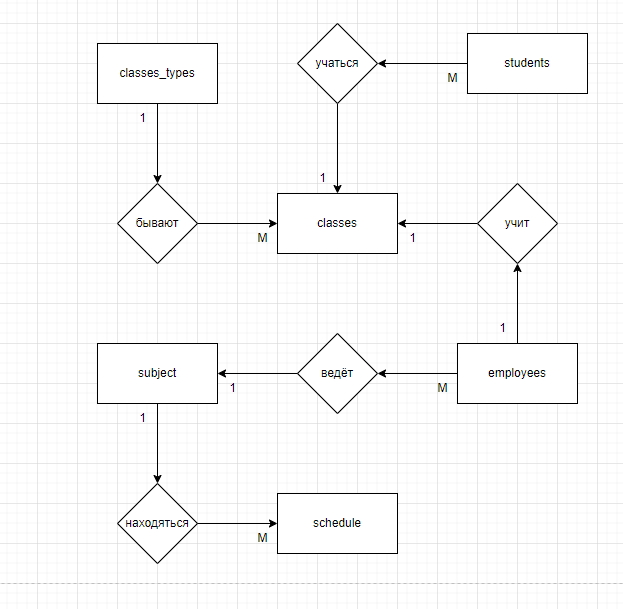 classes_types
учаться
students
M
1
1
бывают
classes
учит
M
1
1
subject
ведёт
employees
1
M
1
находяться
schedule
M